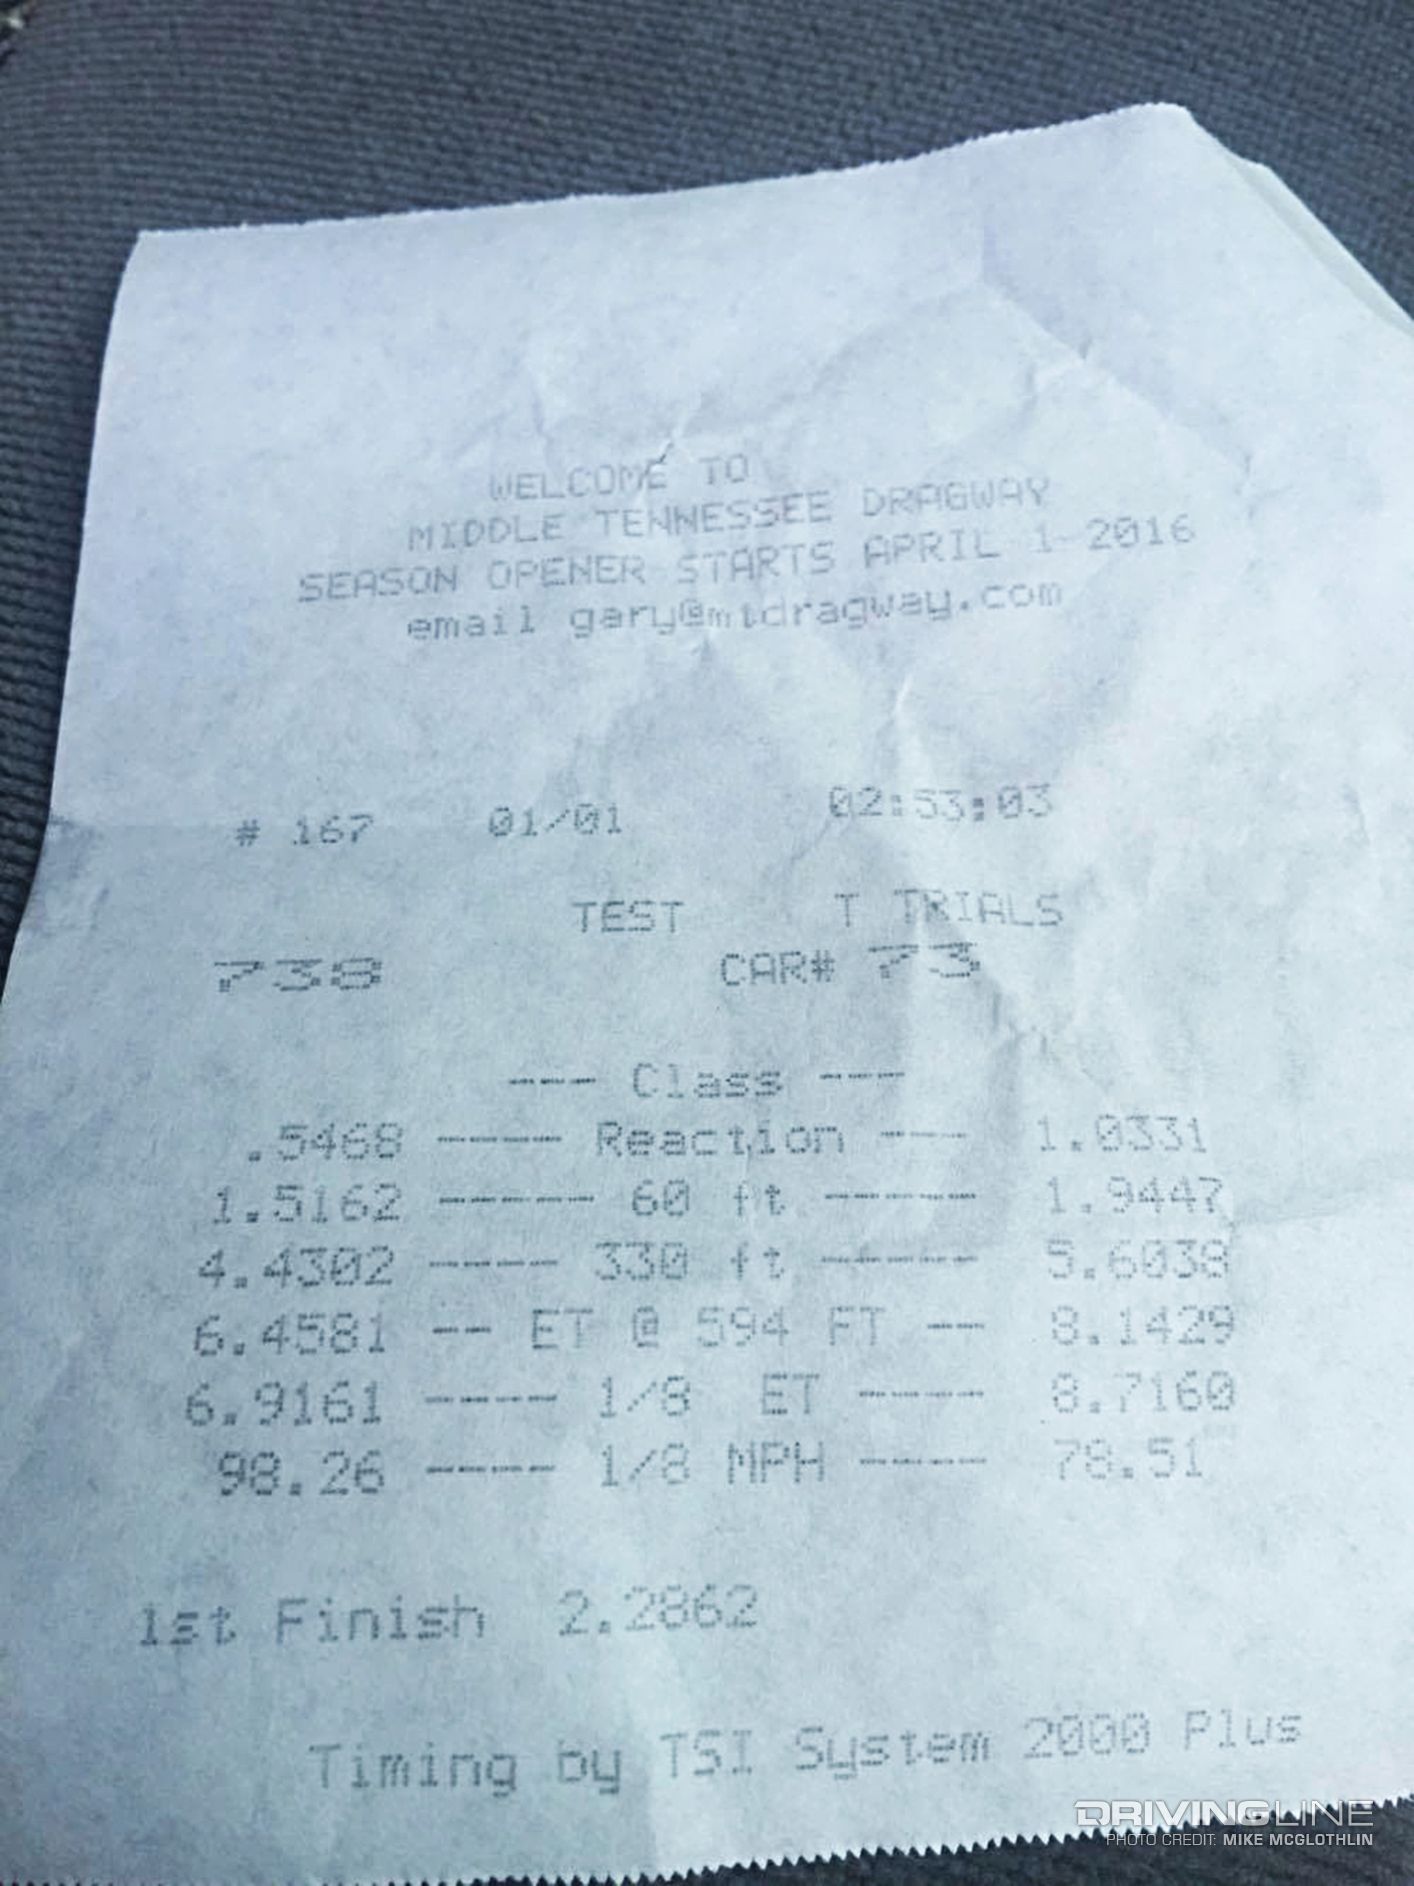 WELCOME TO
MIDDLE TENNESSEE DRAGWAY
SEASON OPENER STARTS APRIL 1 2016
email gary@mtdragway.com
# 167 01/01 02:53:03
TEST T TRIALS
738 CAR# 73
--- Class ---
.5468 ---- Reaction --- 1.0331
1.5162 ----- 60 ft ----- 1.9447
4.4302 ---- 330 ft ----- 5.6038
6.4581 -- ET @ 594 FT -- 8.1429
6.9161 ---- 1/8 ET ---- 8.7160
98.26 ---- 1/8 MPH ---- 78.51
1st Finish 2.2862
Timing by TSI System 2000 Plus
DRIVINGLINE
PHOTO CREDIT: MIKE MCGLOTHLIN